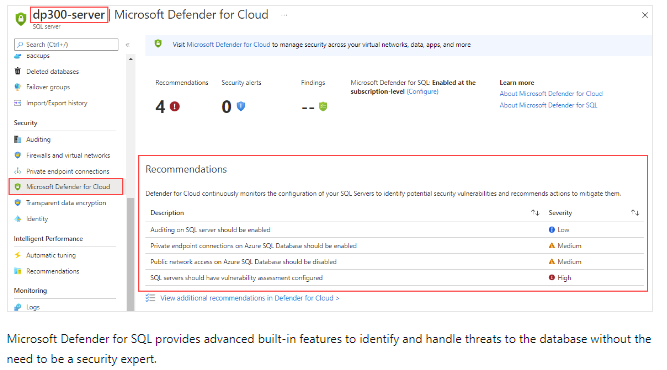 dp300-server | Microsoft Defender for Cloud ...
SQL server
Search (Ctrl+/)
«
Visit Microsoft Defender for Cloud to manage security across your virtual networks, data, apps, and more
Backups
Deleted databases
Failover groups
Import/Export history
Security
Auditing
Firewalls and virtual networks
Private endpoint connections
Microsoft Defender for Cloud
Transparent data encryption
Identity
Intelligent Performance
Automatic tuning
Recommendations
Monitoring
Logs
Recommendations
4
Security alerts
0
Findings
--
Microsoft Defender for SQL: Enabled at the
subscription-level (Configure)
Learn more
About Microsoft Defender for Cloud
About Microsoft Defender for SQL
Recommendations
Defender for Cloud continuously monitors the configuration of your SQL Servers to identify potential security vulnerabilities and recommends actions to mitigate them.
Description ↑↓ Severity ↑↓
Auditing on SQL server should be enabled Low
Private endpoint connections on Azure SQL Database should be enabled Medium
Public network access on Azure SQL Database should be disabled Medium
SQL servers should have vulnerability assessment configured High
View additional recommendations in Defender for Cloud >
Microsoft Defender for SQL provides advanced built-in features to identify and handle threats to the database without the
need to be a security expert.